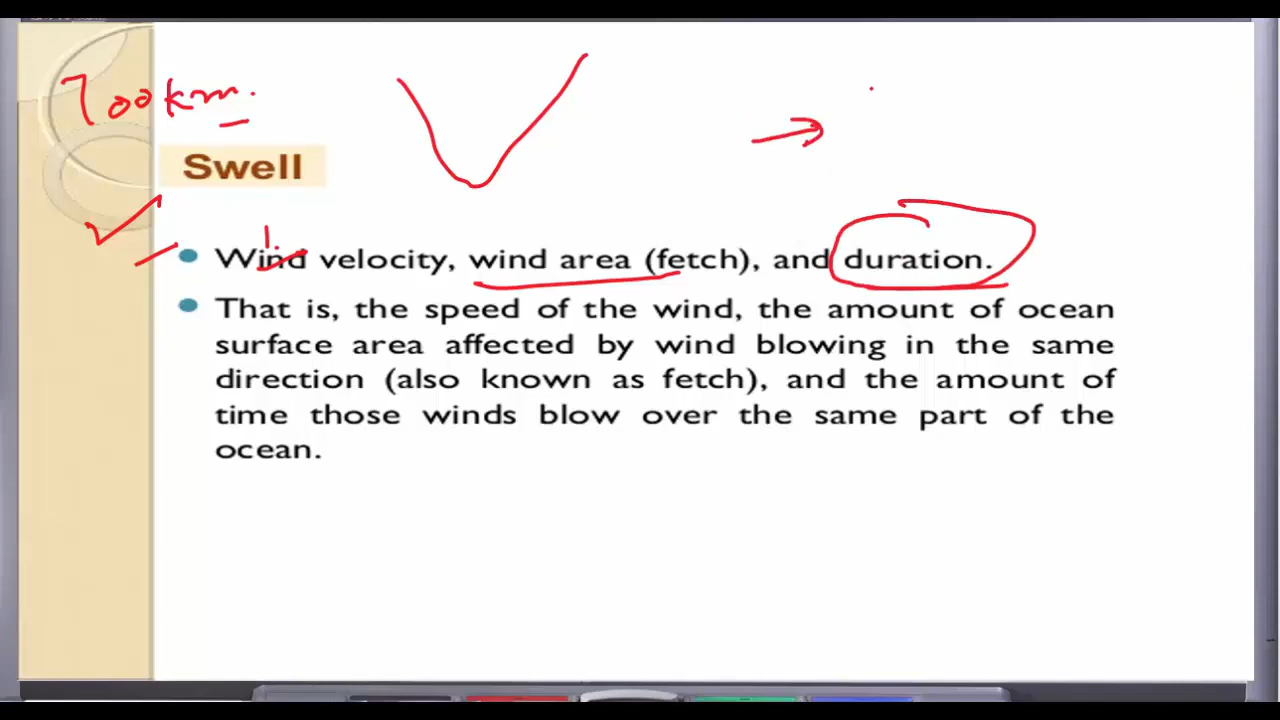 700km.
Swell
• Wind velocity, wind area (fetch), and duration.
• That is, the speed of the wind, the amount of ocean
surface area affected by wind blowing in the same
direction (also known as fetch), and the amount of
time those winds blow over the same part of the
ocean.